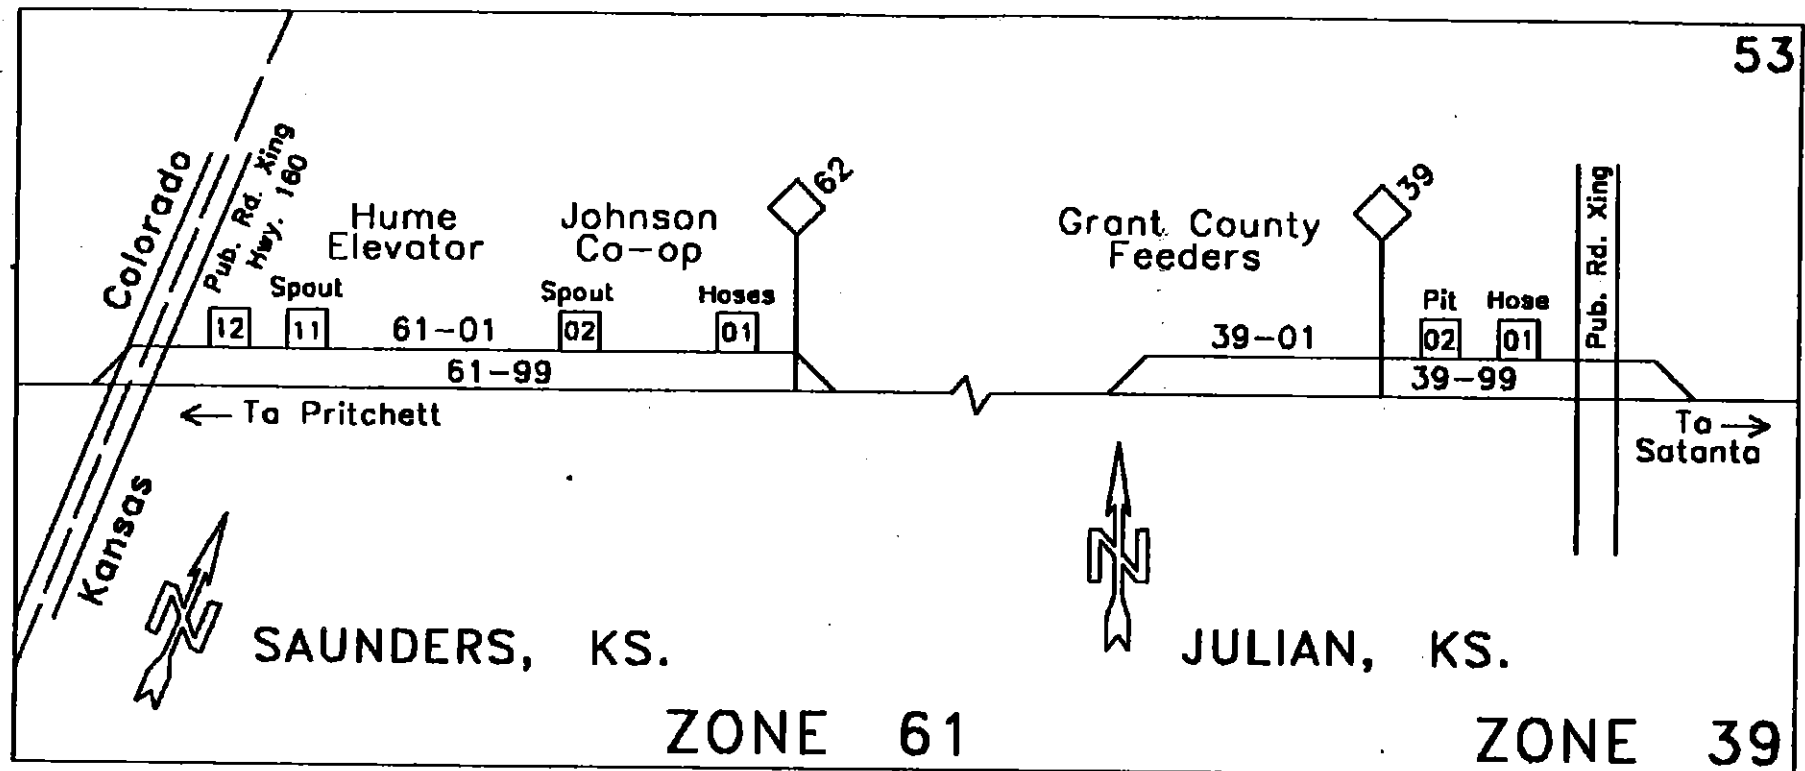 53
Colorado
Kansas
Pub. Rd. Xing
Hwy. 160
Hume
Elevator
Johnson
Co-op
62
Spout
Spout
Hoses
12
11
61-01
02
01
61-99
← To Pritchett
Grant County
Feeders
39
Pit
Hose
39-01
02
01
39-99
Pub. Rd. Xing
To →
Satanta
N
SAUNDERS, KS.
ZONE 61
N
JULIAN, KS.
ZONE 39